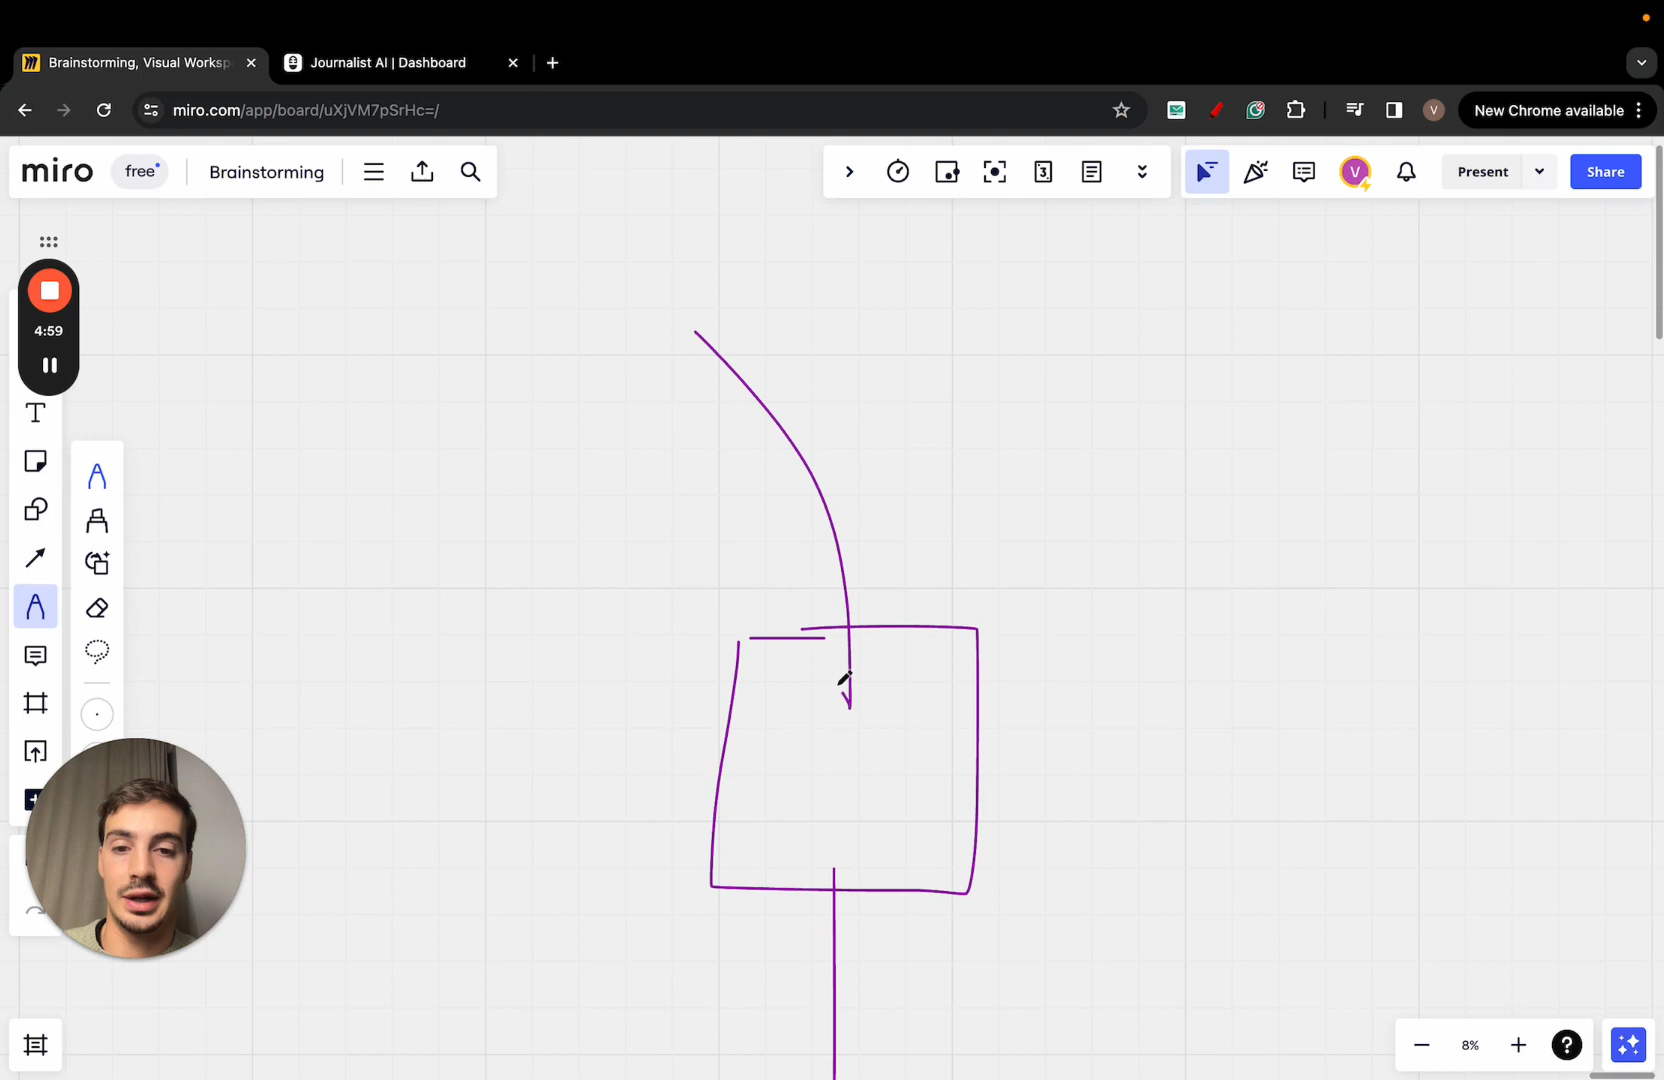 Brainstorming, Visual Worksp
Journalist AI | Dashboard
miro.com/app/board/uXjVM7pSrHc=/
V
New Chrome available
miro
free
Brainstorming
3
V
Present
Share
4:59
T
8%
?